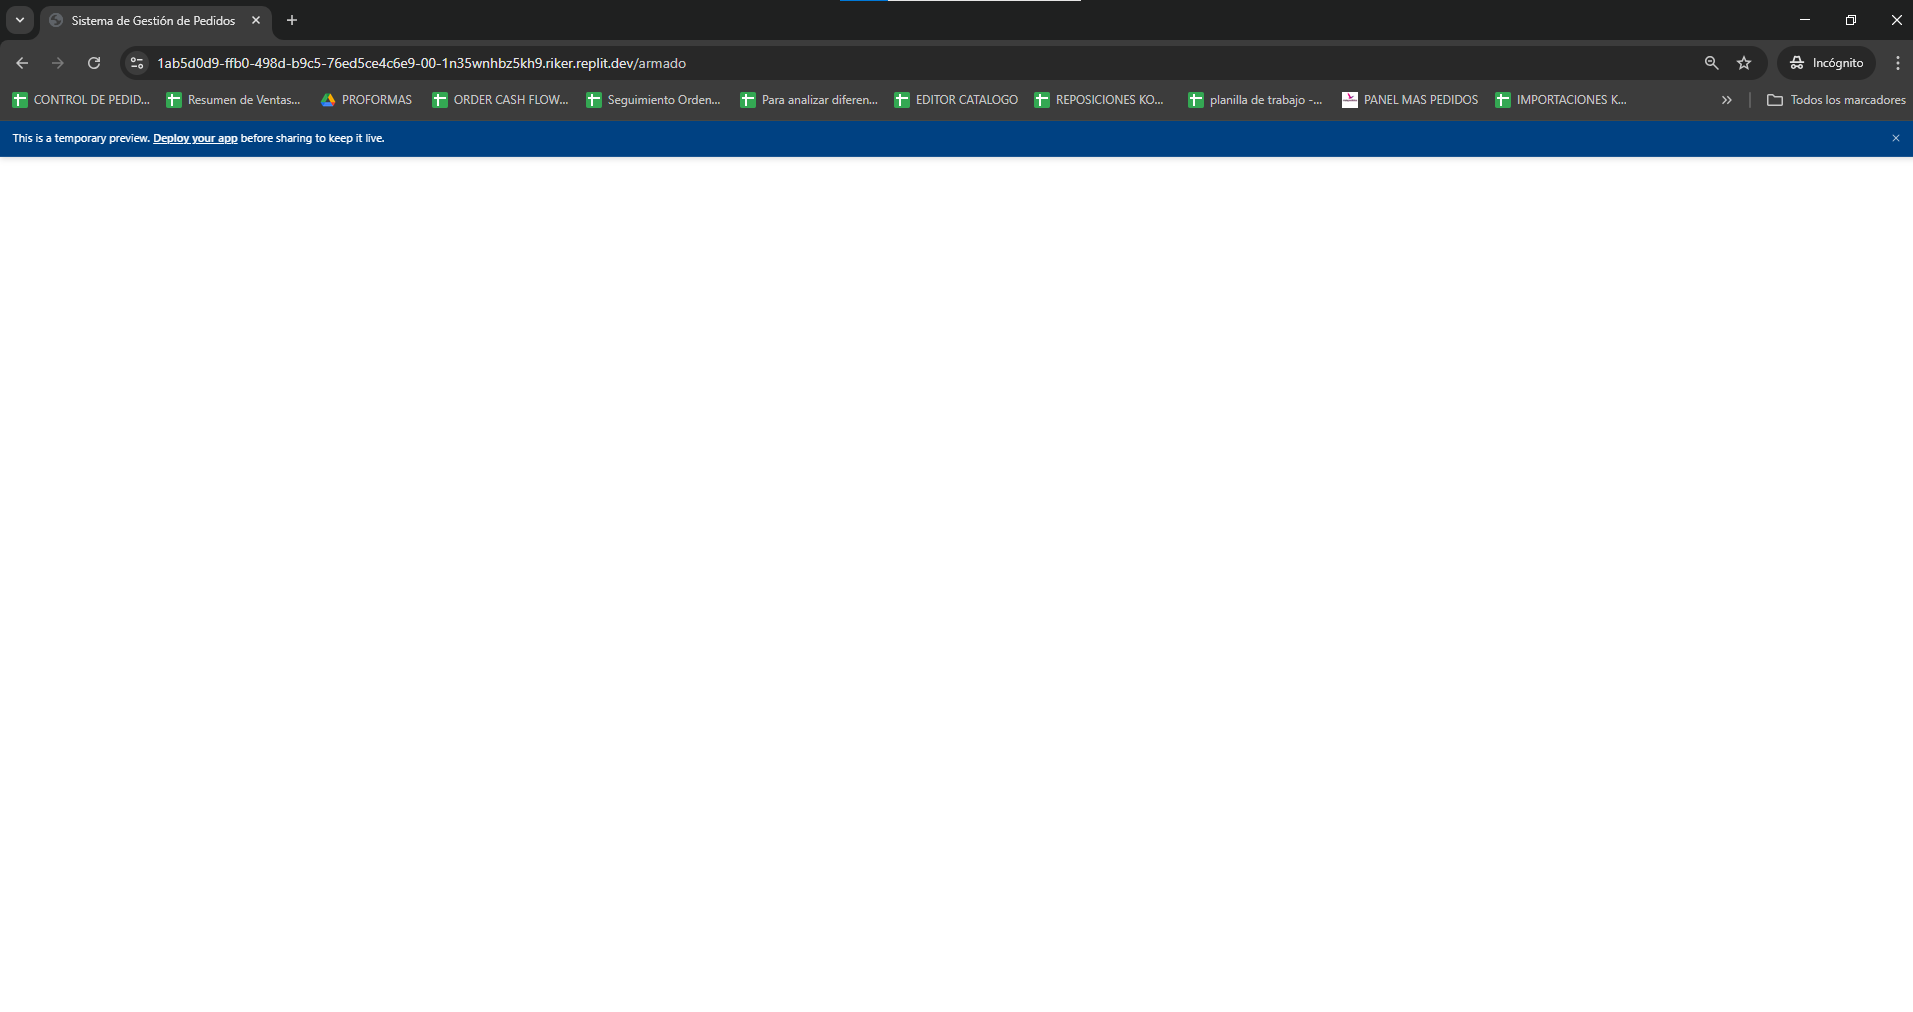 Sistema de Gestión de Pedidos
1ab5d0d9-ffb0-498d-b9c5-76ed5ce4c6e9-00-1n35wnhbz5kh9.riker.replit.dev/armado
Incógnito
CONTROL DE PEDID... Resumen de Ventas... PROFORMAS ORDER CASH FLOW... Seguimiento Orden... Para analizar diferen... EDITOR CATALOGO REPOSICIONES KO... planilla de trabajo -... PANEL MAS PEDIDOS IMPORTACIONES K... Todos los marcadores
This is a temporary preview. Deploy your app before sharing to keep it live.